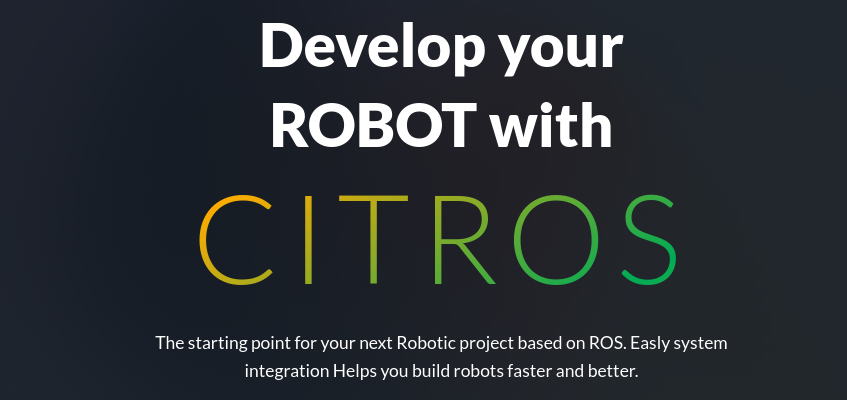 Develop your
ROBOT with
CITROS
The starting point for your next Robotic project based on ROS. Easly system
integration Helps you build robots faster and better.